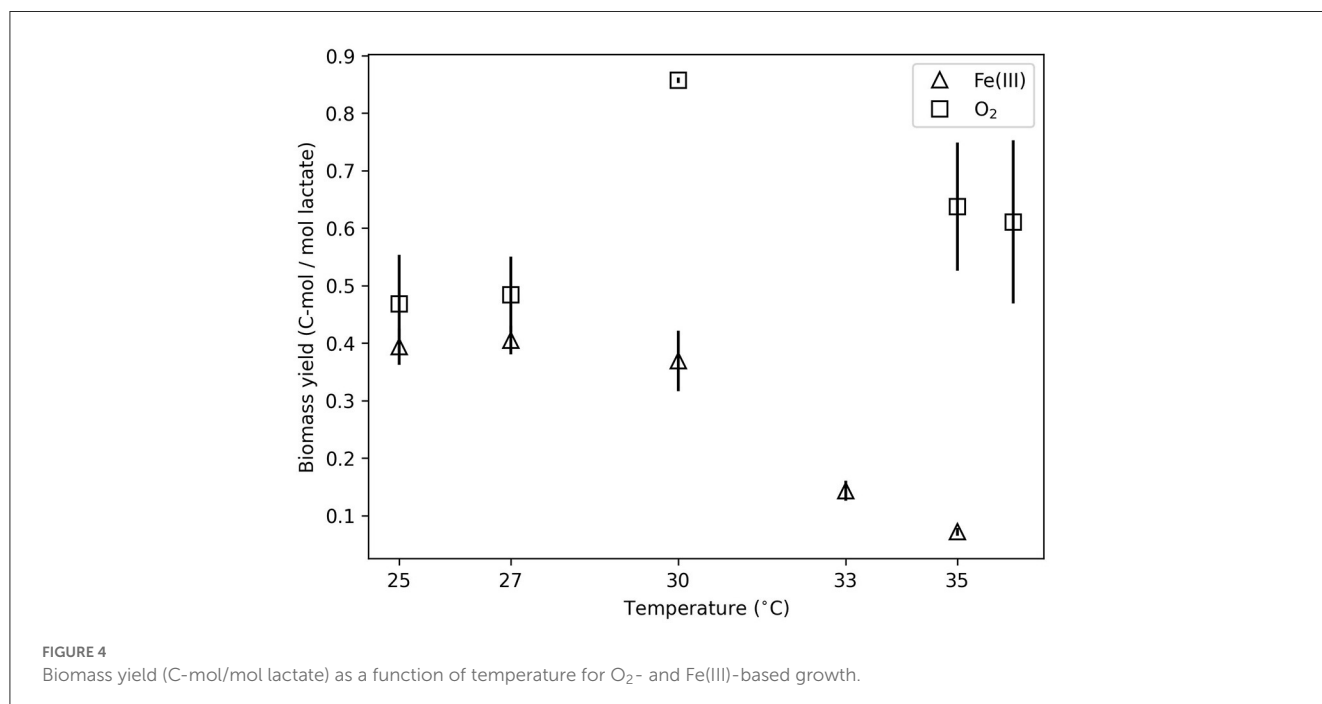 0.9
0.8
0.7
0.6
0.5
0.4
0.3
0.2
0.1
Biomass yield (C-mol / mol lactate)
Fe(III)
O₂
25 27 30 33 35
Temperature (°C)
FIGURE 4
Biomass yield (C-mol/mol lactate) as a function of temperature for O₂- and Fe(III)-based growth.